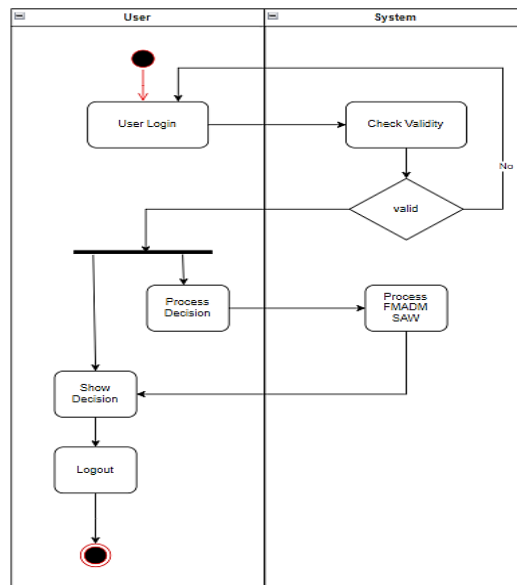 User
System
User Login
Check Validity
No
valid
Process
Decision
Process
FMADM
SAW
Show
Decision
Logout